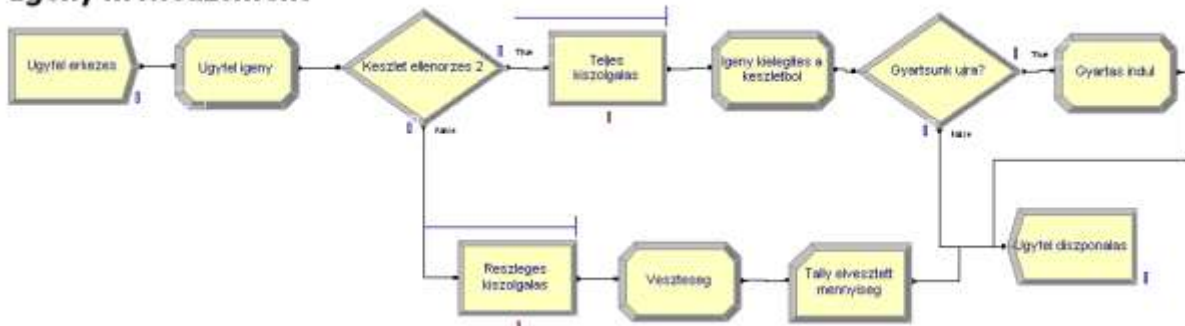 Ugyfel erkezes
Ugyfel igeny
Keszlet ellenorzes 2
True
False
Teljes
kiszolgalas
Igeny kielegites a
keszletbol
Gyartsunk ujra?
True
False
Gyartas indul
Reszleges
kiszolgalas
Veszteseg
Tally elvesztett
mennyiseg
Ugyfel diszponalas